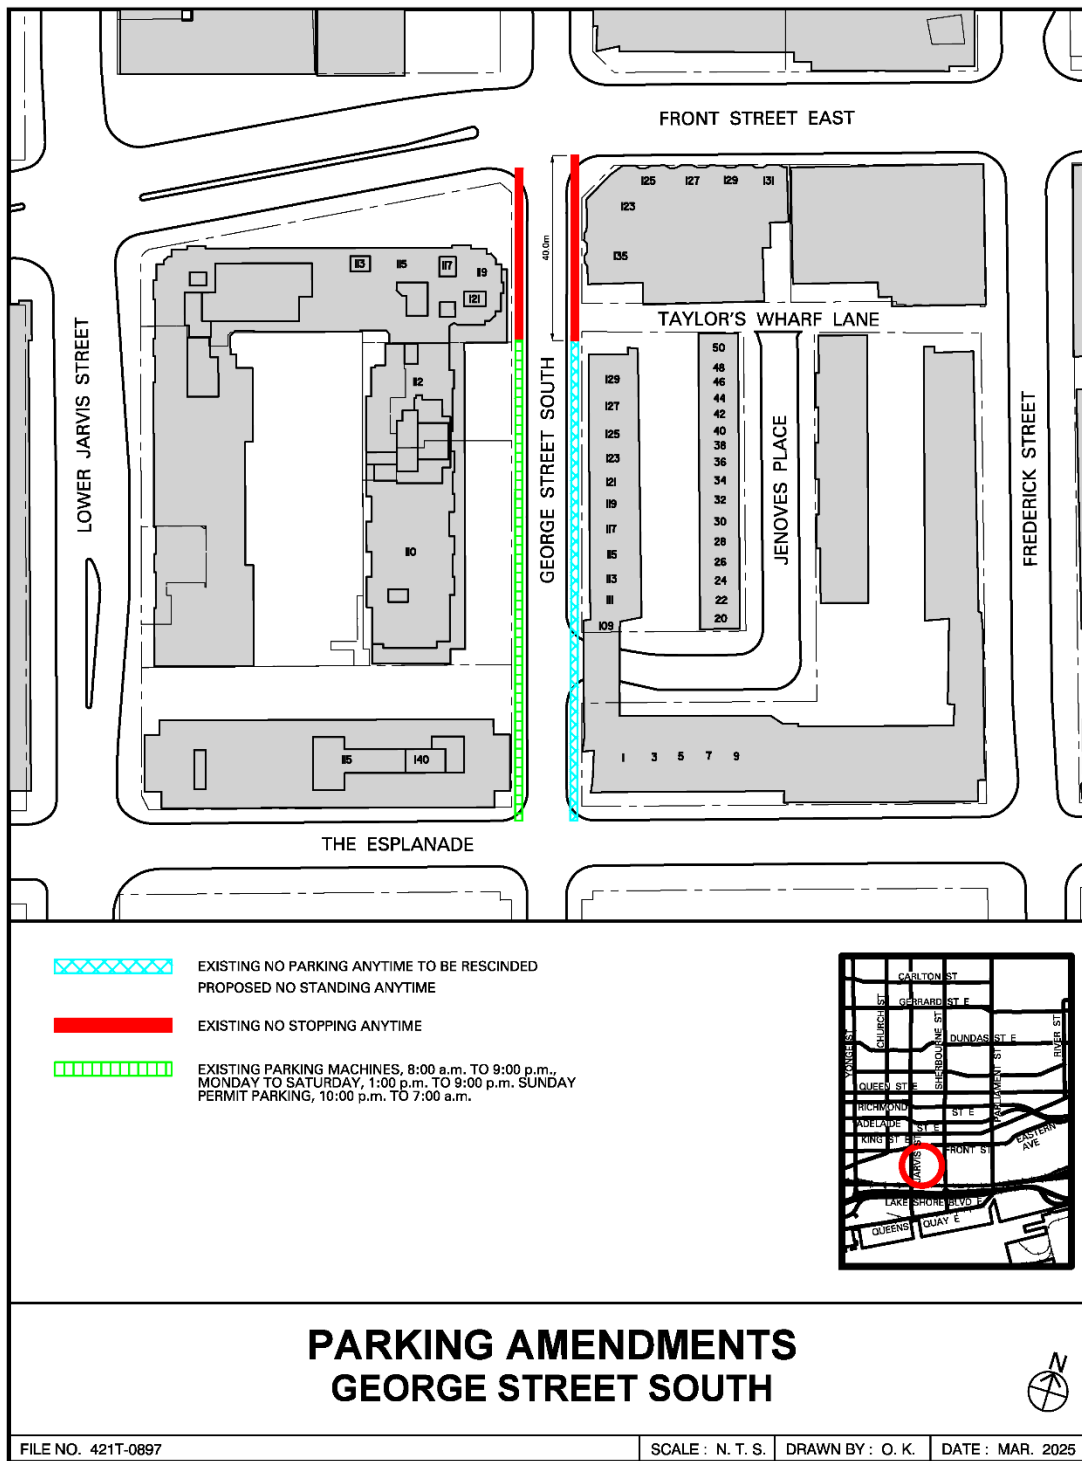 FRONT STREET EAST
125 127 129 131
123
135
40.0m
113 115 117 119
121
TAYLOR'S WHARF LANE
LOWER JARVIS STREET
GEORGE STREET SOUTH
JENOVES PLACE
FREDERICK STREET
112
110
129
127
125
123
121
119
117
115
113
111
109
50
48
46
44
42
40
38
36
34
32
30
28
26
24
22
20
115 140
1 3 5 7 9
THE ESPLANADE
EXISTING NO PARKING ANYTIME TO BE RESCINDED
PROPOSED NO STANDING ANYTIME
EXISTING NO STOPPING ANYTIME
EXISTING PARKING MACHINES, 8:00 a.m. TO 9:00 p.m.,
MONDAY TO SATURDAY, 1:00 p.m. TO 9:00 p.m. SUNDAY
PERMIT PARKING, 10:00 p.m. TO 7:00 a.m.
CARLTON ST
GERRARD ST E
DUNDAS ST E
QUEEN ST E
RICHMOND ST E
ADELAIDE ST E
KING ST E
FRONT ST
EASTERN
AVE
LAKE SHORE BLVD E
QUEENS QUAY E
YONGE ST
CHURCH ST
JARVIS ST
SHERBOURNE ST
PARLIAMENT ST
RIVER ST
PARKING AMENDMENTS
GEORGE STREET SOUTH
N
FILE NO. 421T-0897
SCALE : N. T. S.
DRAWN BY : O. K.
DATE : MAR. 2025